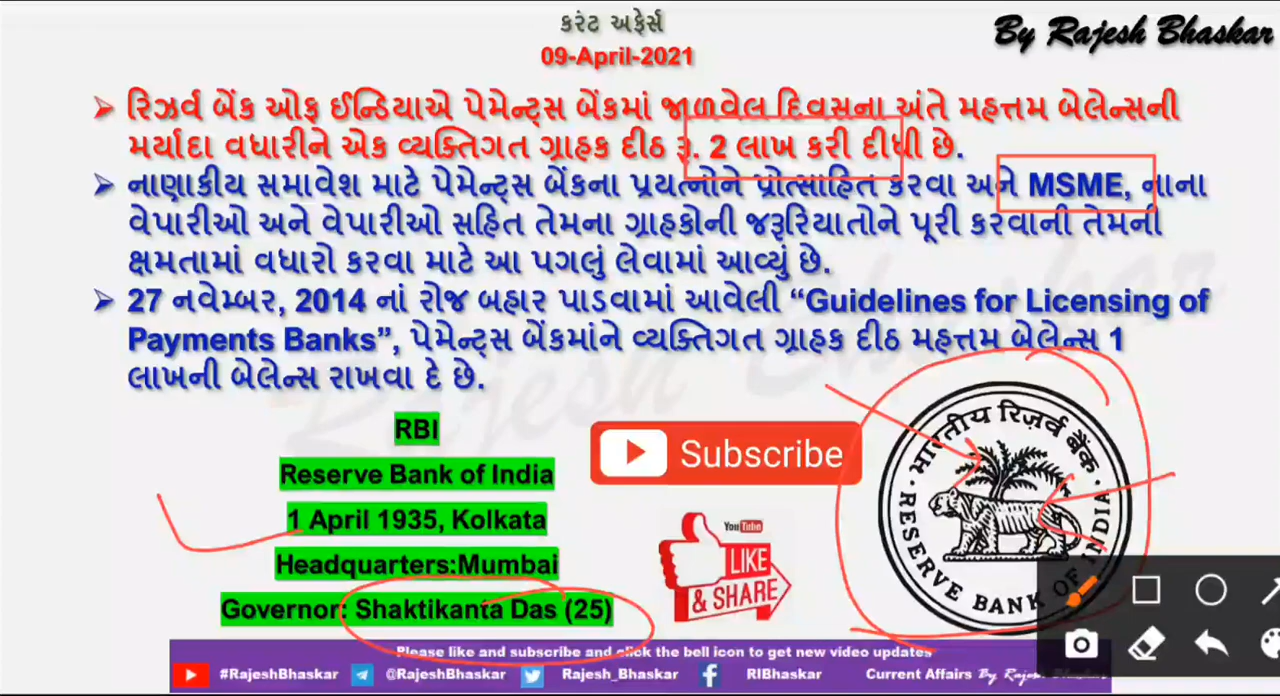 કરંટ અફેર્સ
By Rajesh Bhaskar
09-April-2021
રિઝર્વ બેંક ઓફ ઈન્ડિયાએ પેમેન્ટ્સ બેંકમાં જાળવેલ દિવસના અંતે મહત્તમ બેલેન્સની
મર્યાદા વધારીને એક વ્યક્તિગત ગ્રાહક દીઠ રૂ. 2 લાખ કરી દીધી છે.
નાણાકીય સમાવેશ માટે પેમેન્ટ્સ બેંકના પ્રયત્નોને પ્રોત્સાહિત કરવા અને MSME, નાના
વેપારીઓ અને વેપારીઓ સહિત તેમના ગ્રાહકોની જરૂરિયાતોને પૂરી કરવાની તેમની
ક્ષમતામાં વધારો કરવા માટે આ પગલું લેવામાં આવ્યું છે.
27 નવેમ્બર, 2014 નાં રોજ બહાર પાડવામાં આવેલી “Guidelines for Licensing of
Payments Banks”, પેમેન્ટ્સ બેંકમાંને વ્યક્તિગત ગ્રાહક દીઠ મહત્તમ બેલેન્સ 1
લાખની બેલેન્સ રાખવા દે છે.
RBI
Reserve Bank of India
1 April 1935, Kolkata
Headquarters:Mumbai
Governor: Shaktikanta Das (25)
Subscribe
YouTube
LIKE
& SHARE
भारतीय रिज़र्व बैंक
RESERVE BANK OF INDIA
Please like and subscribe and click the bell icon to get new video updates
#RajeshBhaskar @RajeshBhaskar Rajesh_Bhaskar RIBhaskar Current Affairs By Rajesh Bhaskar
Rajesh Bhaskar